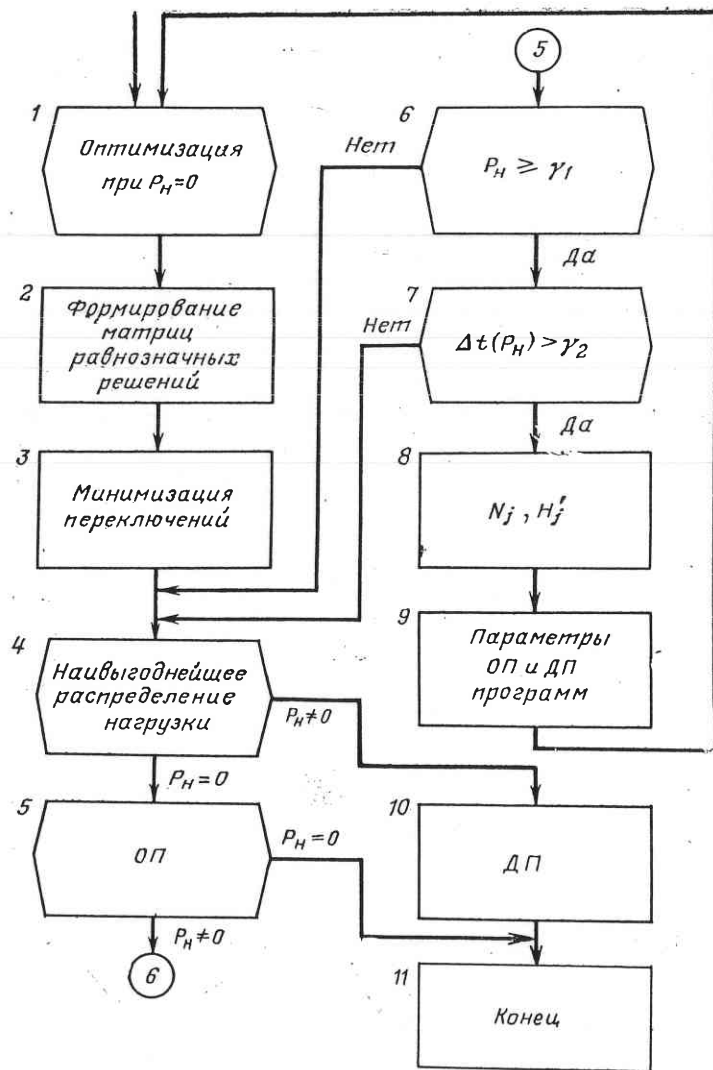 1
Оптимизация
при Pн=0
2
Формирование
матриц
равнозначных
решений
3
Минимизация
переключений
4
Наивыгоднейшее
распределение
нагрузки
Pн≠0
Pн=0
5
ОП
Pн=0
Pн≠0
6
5
6
Нет
Pн ≥ γ1
Да
7
Нет
Δt(Pн)>γ2
Да
8
Nj , H'j
9
Параметры
ОП и ДП
программ
10
ДП
11
Конец